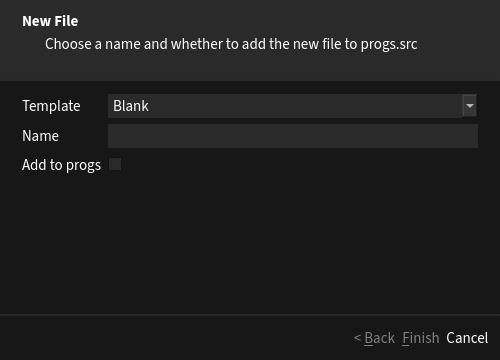 New File
Choose a name and whether to add the new file to progs.src
Template Blank
Name
Add to progs
< Back Finish Cancel